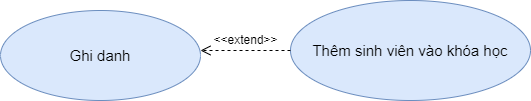 Ghi danh
<<extend>>
Thêm sinh viên vào khóa học